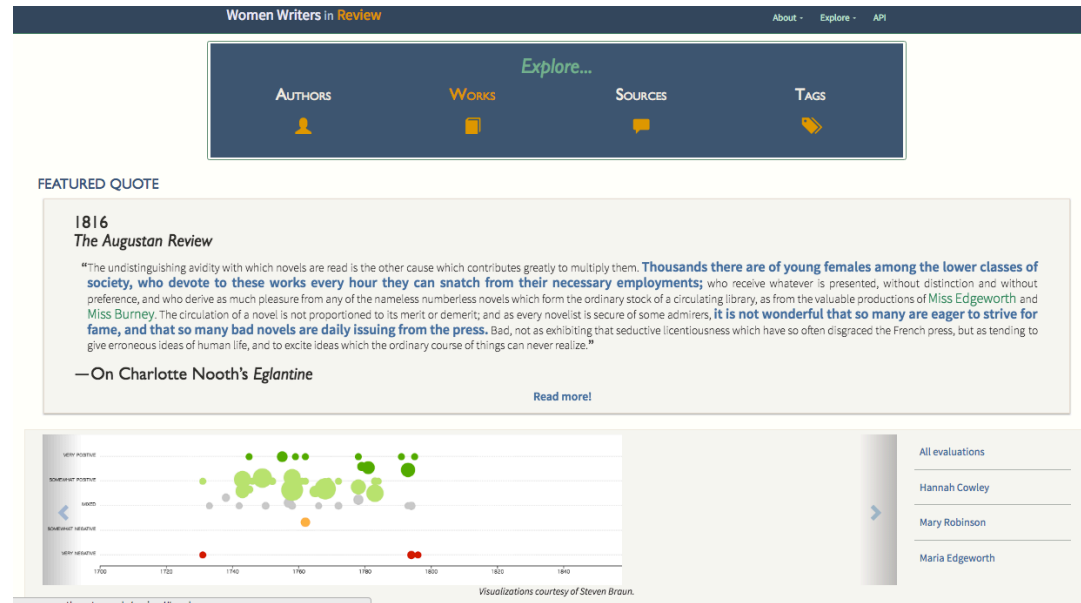 Women Writers in Review
About - Explore - API
Explore...
Authors Works Sources Tags
FEATURED QUOTE
1816
The Augustan Review
"The undistinguishing avidity with which novels are read is the other cause which contributes greatly to multiply them. Thousands there are of young females among the lower classes of
society, who devote to these works every hour they can snatch from their necessary employments; who receive whatever is presented, without distinction and without
preference, and who derive as much pleasure from any of the nameless numberless novels which form the ordinary stock of a circulating library, as from the valuable productions of Miss Edgeworth and
Miss Burney. The circulation of a novel is not proportioned to its merit or demerit; and as every novelist is secure of some admirers, it is not wonderful that so many are eager to strive for
fame, and that so many bad novels are daily issuing from the press. Bad, not as exhibiting that seductive licentiousness which have so often disgraced the French press, but as tending to
give erroneous ideas of human life, and to excite ideas which the ordinary course of things can never realize."
—On Charlotte Nooth's Eglantine
Read more!
VERY POSITIVE
SOMEWHAT POSITIVE
MIXED
SOMEWHAT NEGATIVE
VERY NEGATIVE
1700 1720 1740 1760 1780 1800 1820 1840
All evaluations
Hannah Cowley
Mary Robinson
Maria Edgeworth
Visualizations courtesy of Steven Braun.